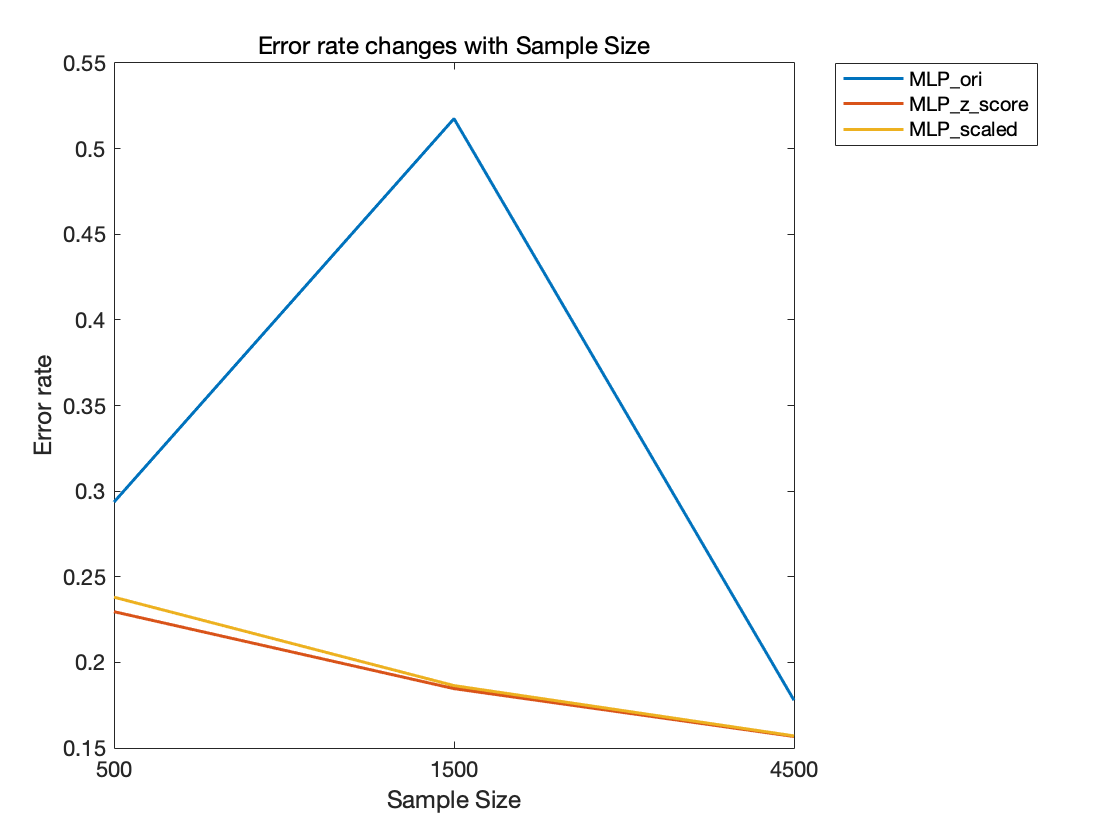 Error rate changes with Sample Size
0.55
0.5
0.45
0.4
0.35
0.3
0.25
0.2
0.15
Error rate
500
1500
4500
Sample Size
MLP_ori
MLP_z_score
MLP_scaled